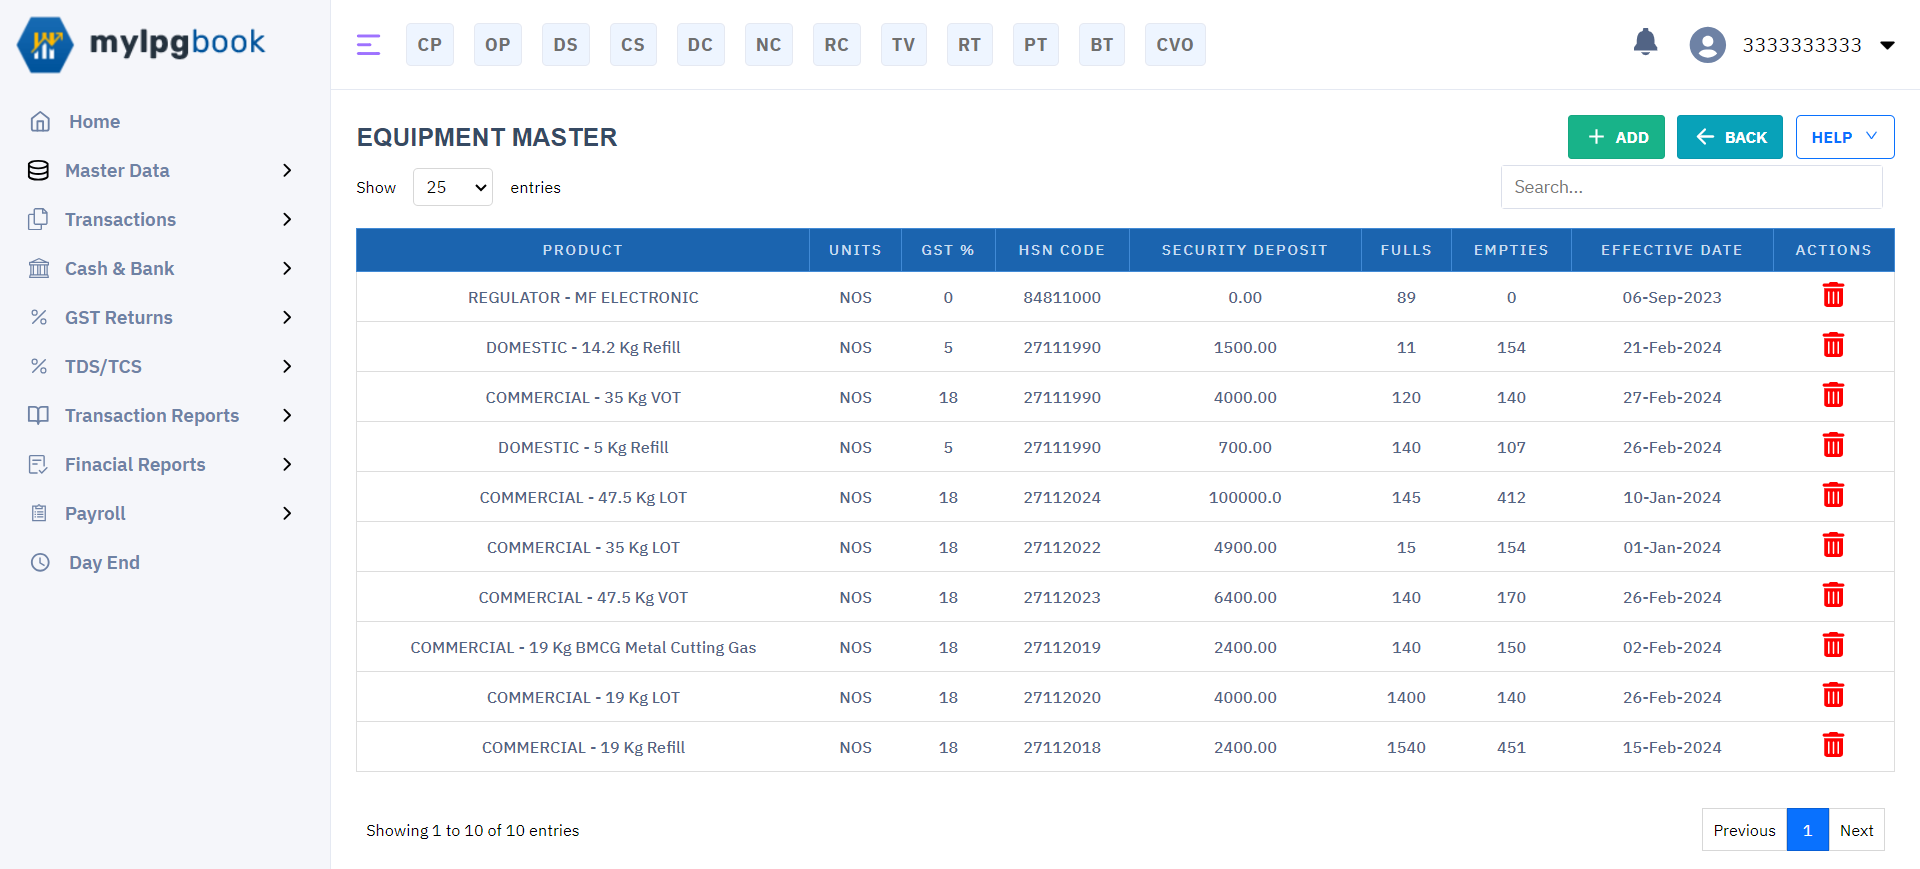 mylpgbook
CP OP DS CS DC NC RC TV RT PT BT CVO
3333333333
Home
Master Data
Transactions
Cash & Bank
GST Returns
TDS/TCS
Transaction Reports
Finacial Reports
Payroll
Day End
EQUIPMENT MASTER
+ ADD
BACK
HELP
Show 25 entries
Search...
PRODUCT UNITS GST % HSN CODE SECURITY DEPOSIT FULLS EMPTIES EFFECTIVE DATE ACTIONS
REGULATOR - MF ELECTRONIC NOS 0 84811000 0.00 89 0 06-Sep-2023
DOMESTIC - 14.2 Kg Refill NOS 5 27111990 1500.00 11 154 21-Feb-2024
COMMERCIAL - 35 Kg VOT NOS 18 27111990 4000.00 120 140 27-Feb-2024
DOMESTIC - 5 Kg Refill NOS 5 27111990 700.00 140 107 26-Feb-2024
COMMERCIAL - 47.5 Kg LOT NOS 18 27112024 100000.0 145 412 10-Jan-2024
COMMERCIAL - 35 Kg LOT NOS 18 27112022 4900.00 15 154 01-Jan-2024
COMMERCIAL - 47.5 Kg VOT NOS 18 27112023 6400.00 140 170 26-Feb-2024
COMMERCIAL - 19 Kg BMCG Metal Cutting Gas NOS 18 27112019 2400.00 140 150 02-Feb-2024
COMMERCIAL - 19 Kg LOT NOS 18 27112020 4000.00 1400 140 26-Feb-2024
COMMERCIAL - 19 Kg Refill NOS 18 27112018 2400.00 1540 451 15-Feb-2024
Showing 1 to 10 of 10 entries
Previous 1 Next